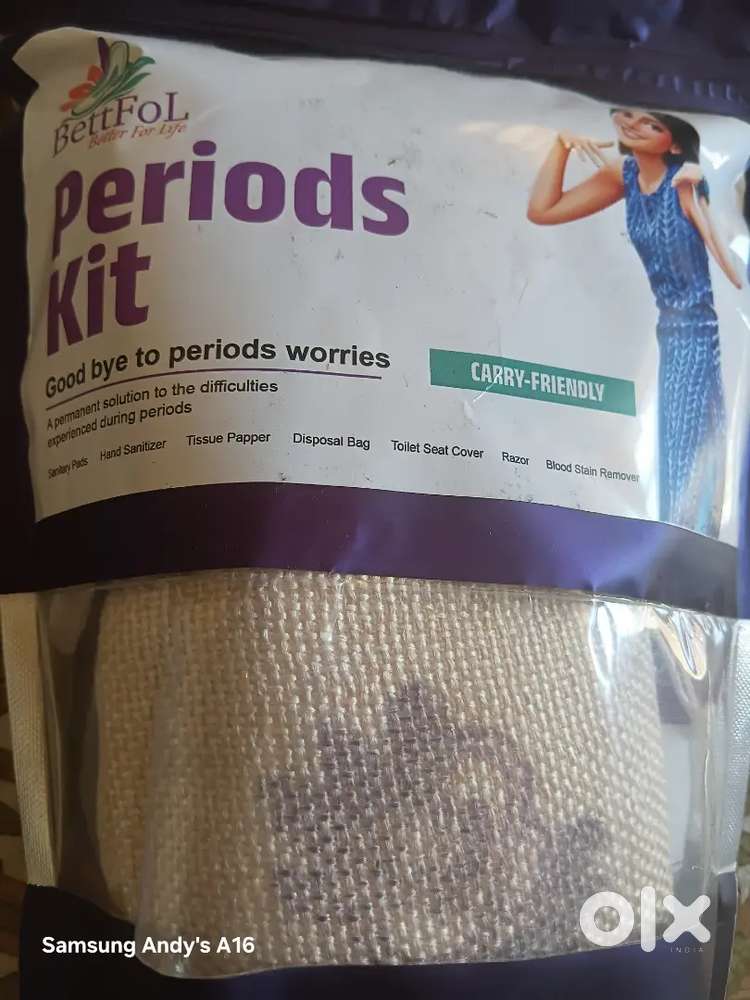 BettFoL
Better For Life
Periods
Kit
Good bye to periods worries
A permanent solution to the difficulties
experienced during periods
CARRY-FRIENDLY
Sanitary Pads Hand Sanitizer Tissue Papper Disposal Bag Toilet Seat Cover Razor Blood Stain Remover
Samsung Andy's A16
olx
INDIA